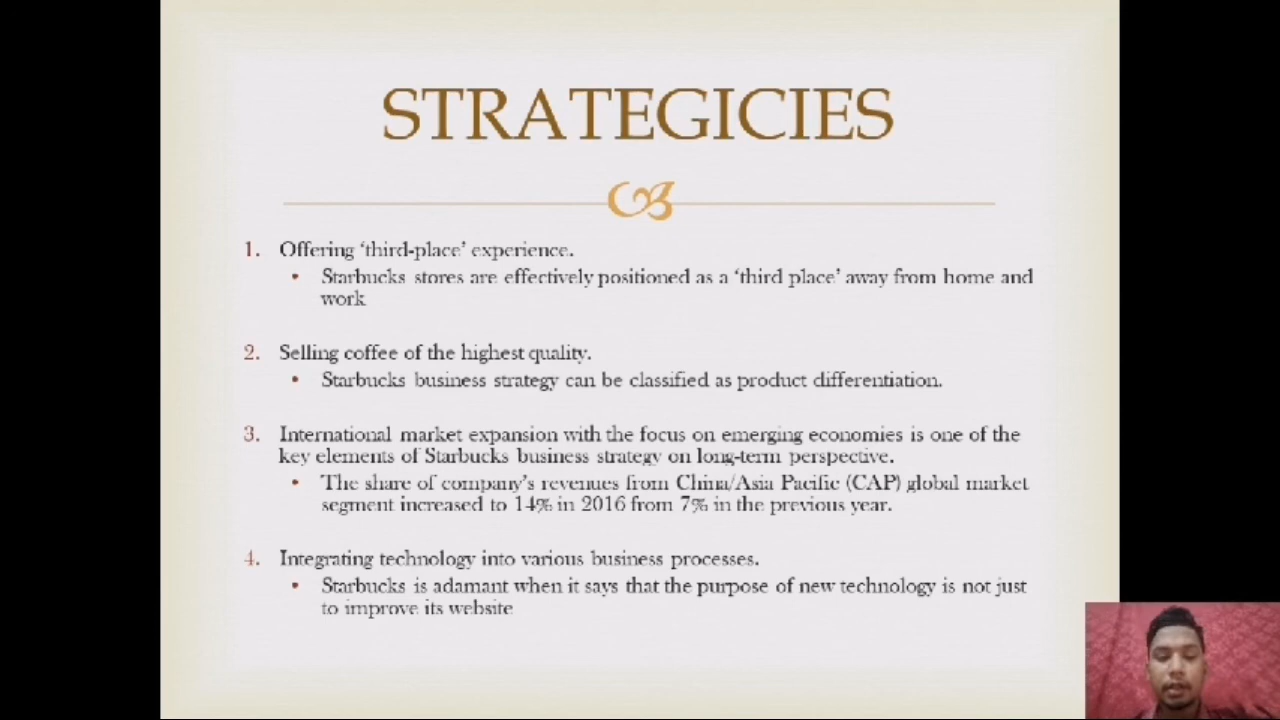 STRATEGICIES
1. Offering ‘third-place’ experience.
• Starbucks stores are effectively positioned as a ‘third place’ away from home and
work
2. Selling coffee of the highest quality.
• Starbucks business strategy can be classified as product differentiation.
3. International market expansion with the focus on emerging economies is one of the
key elements of Starbucks business strategy on long-term perspective.
• The share of company’s revenues from China/Asia Pacific (CAP) global market
segment increased to 14% in 2016 from 7% in the previous year.
4. Integrating technology into various business processes.
• Starbucks is adamant when it says that the purpose of new technology is not just
to improve its website